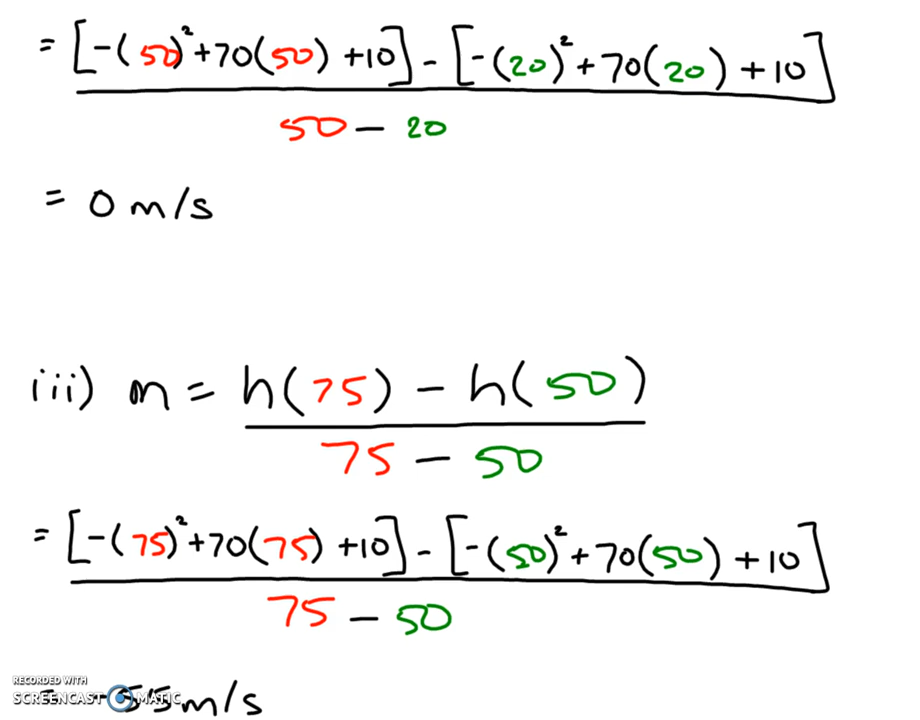 = [-(50)²+70(50) +10] - [-(20)²+70(20) +10]
50 - 20
= 0 m/s
iii) m = h(75) - h(50)
75 - 50
= [-(75)²+70(75) +10] - [-(50)²+70(50) +10]
75 - 50
RECORDED WITH
SCREENCAST MATIC
= -55 m/s